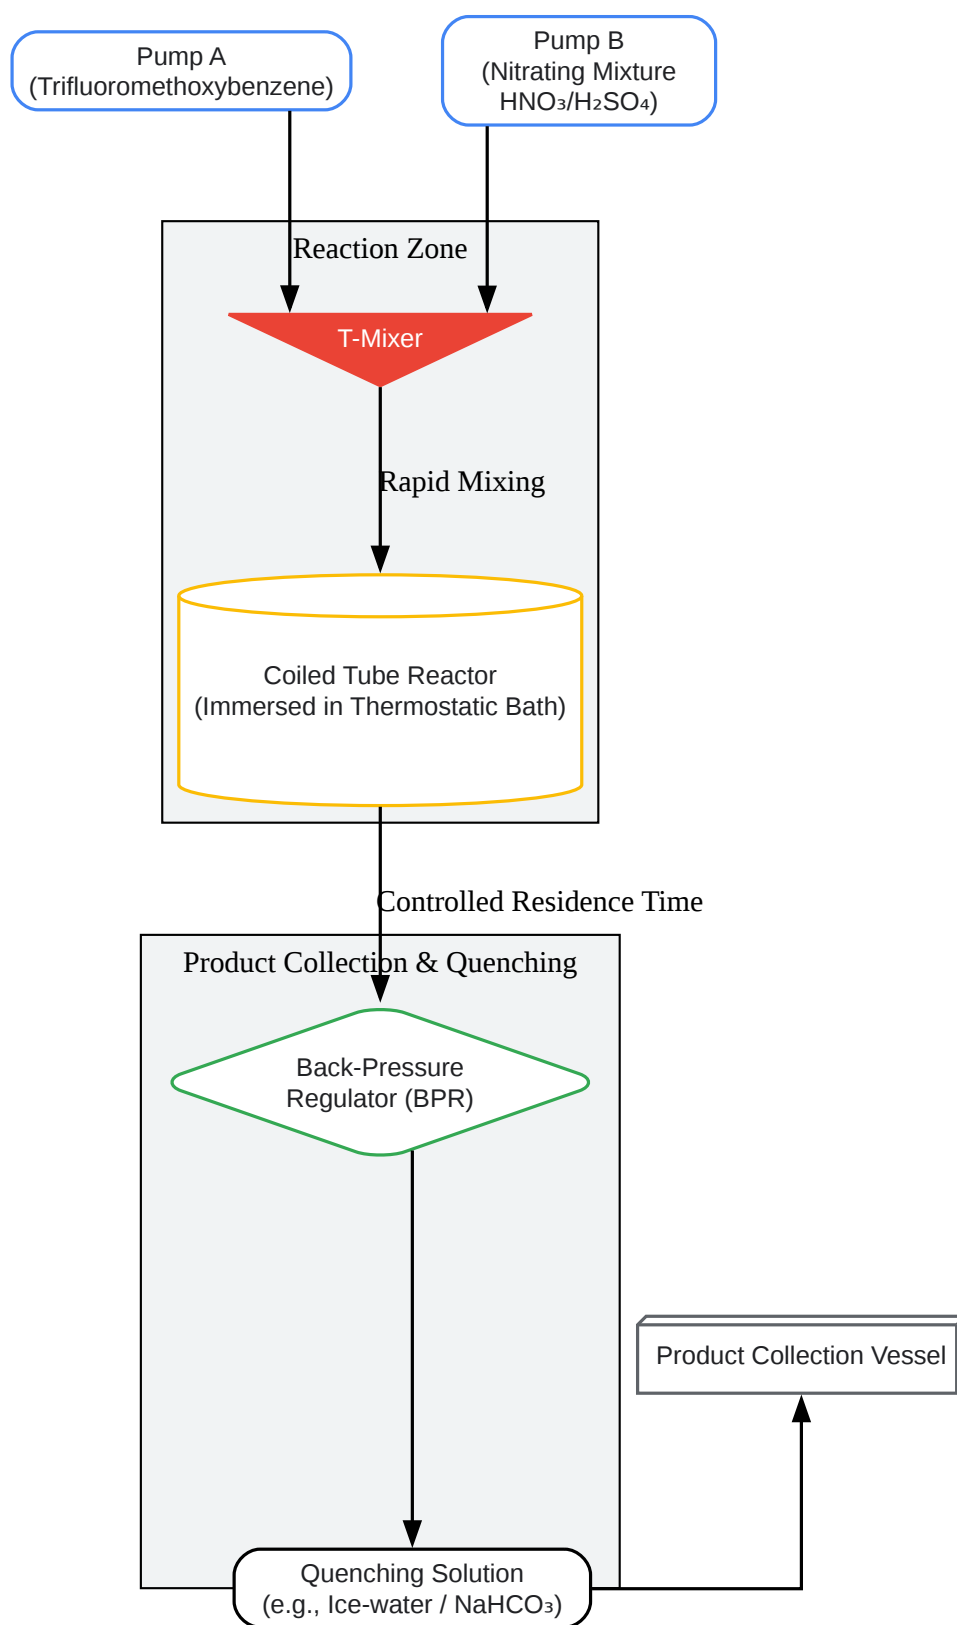 Pump A
(Trifluoromethoxybenzene)
Pump B
(Nitrating Mixture
HNO₃/H₂SO₄)
Reaction Zone
T-Mixer
Rapid Mixing
Coiled Tube Reactor
(Immersed in Thermostatic Bath)
Controlled Residence Time
Product Collection & Quenching
Back-Pressure
Regulator (BPR)
Product Collection Vessel
Quenching Solution
(e.g., Ice-water / NaHCO₃)